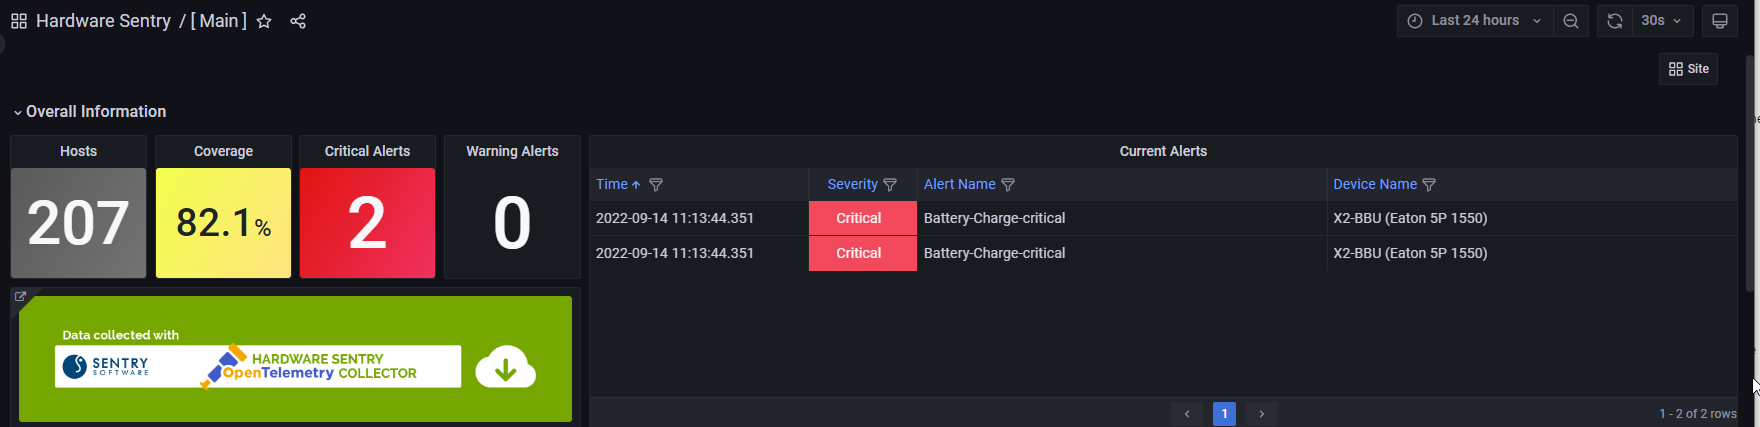 Hardware Sentry / [ Main ]
Last 24 hours
30s
Site
Overall Information
Hosts
Coverage
Critical Alerts
Warning Alerts
207
82.1%
2
0
Current Alerts
Time Severity Alert Name Device Name
2022-09-14 11:13:44.351 Critical Battery-Charge-critical X2-BBU (Eaton 5P 1550)
2022-09-14 11:13:44.351 Critical Battery-Charge-critical X2-BBU (Eaton 5P 1550)
Data collected with
SENTRY
SOFTWARE
HARDWARE SENTRY
OpenTelemetry COLLECTOR
1
1 - 2 of 2 rows